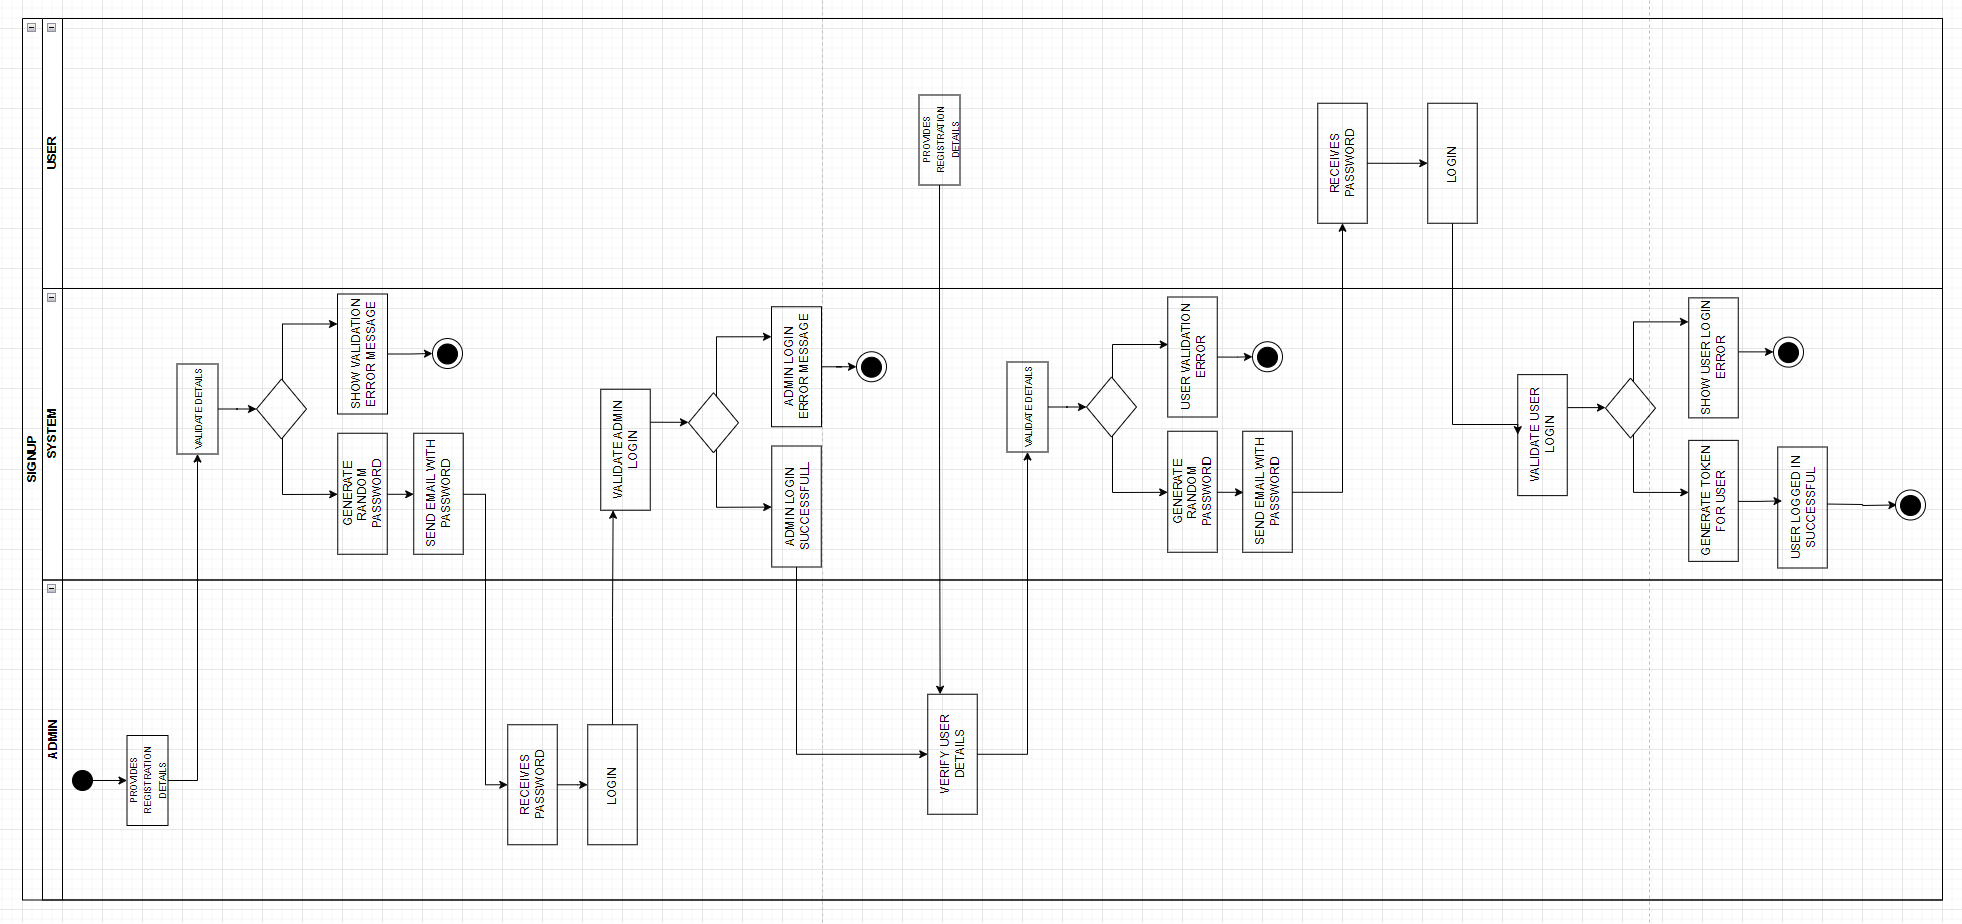 SIGNUP
USER
SYSTEM
ADMIN
PROVIDES
REGISTRATION
DETAILS
VALIDATE DETAILS
SHOW VALIDATION
ERROR MESSAGE
GENERATE
RANDOM
PASSWORD
SEND EMAIL WITH
PASSWORD
RECEIVES
PASSWORD
LOGIN
VALIDATE ADMIN
LOGIN
ADMIN LOGIN
ERROR MESSAGE
ADMIN LOGIN
SUCCESSFULL
PROVIDES
REGISTRATION
DETAILS
VERIFY USER
DETAILS
VALIDATE DETAILS
USER VALIDATION
ERROR
GENERATE
RANDOM
PASSWORD
SEND EMAIL WITH
PASSWORD
RECEIVES
PASSWORD
LOGIN
VALIDATE USER
LOGIN
SHOW USER LOGIN
ERROR
GENERATE TOKEN
FOR USER
USER LOGGED IN
SUCCESSFUL